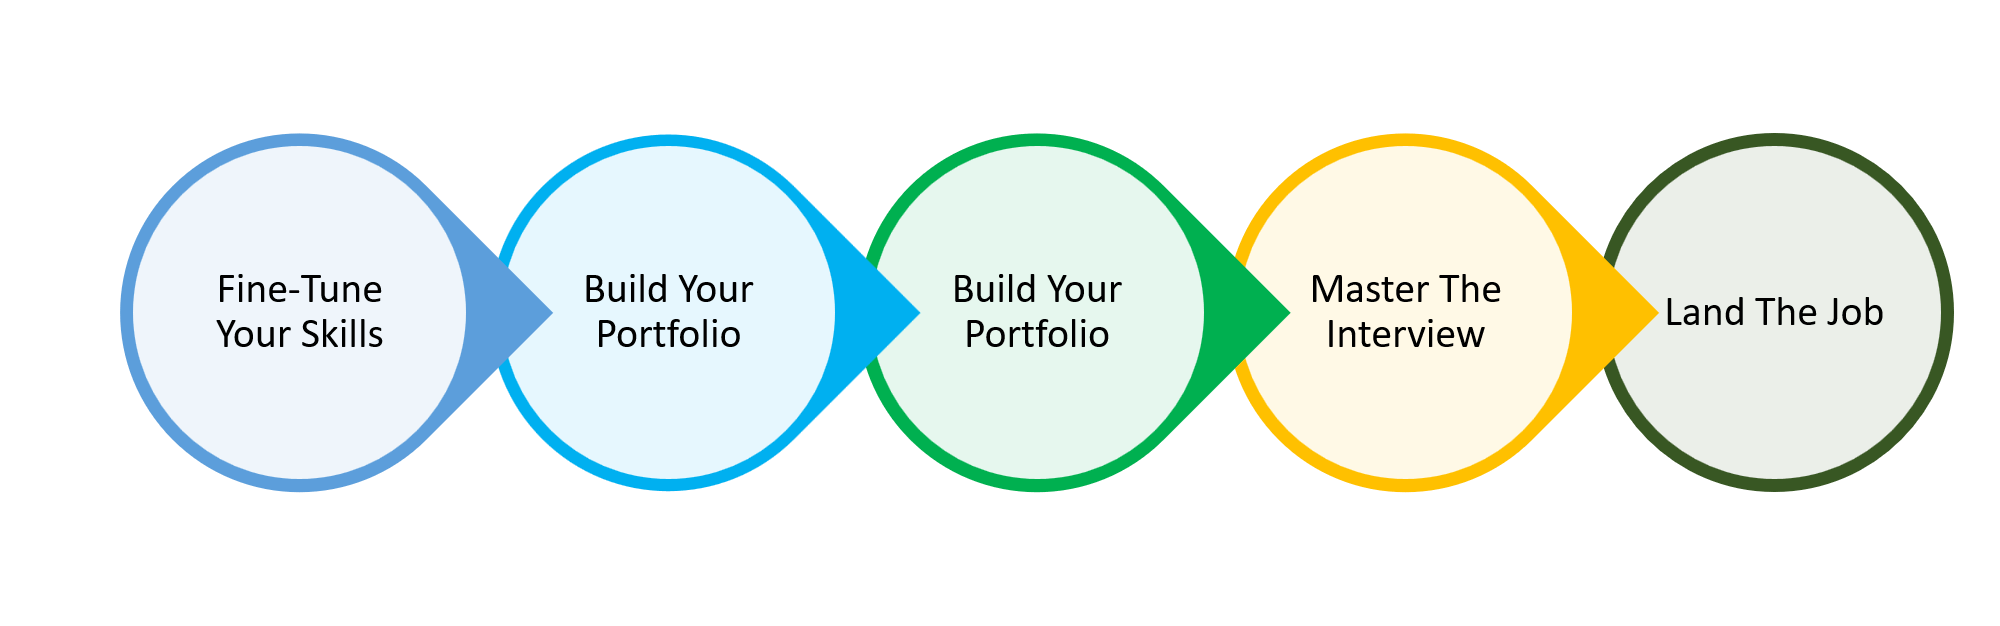 Fine-Tune
Your Skills
Build Your
Portfolio
Build Your
Portfolio
Master The
Interview
Land The Job